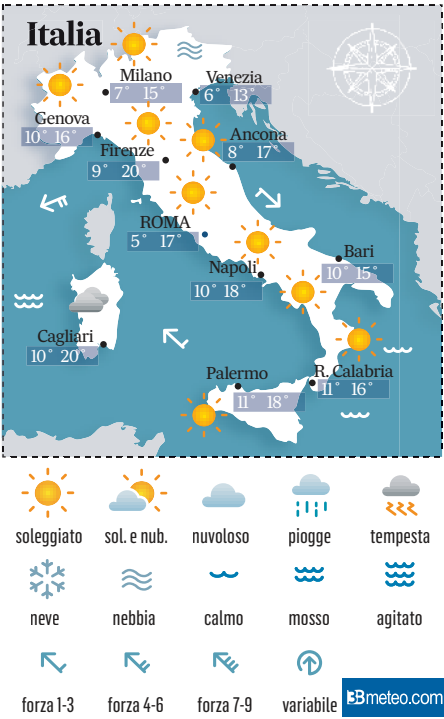 Italia
Milano
7° 15°
Venezia
6° 13°
Genova
10° 16°
Firenze
9° 20°
Ancona
8° 17°
ROMA
5° 17°
Napoli
10° 18°
Bari
10° 15°
Cagliari
10° 20°
Palermo
11° 18°
R. Calabria
11° 16°
soleggiato sol. e nub. nuvoloso piogge tempesta
neve nebbia calmo mosso agitato
forza 1-3 forza 4-6 forza 7-9 variabile
3Bmeteo.com